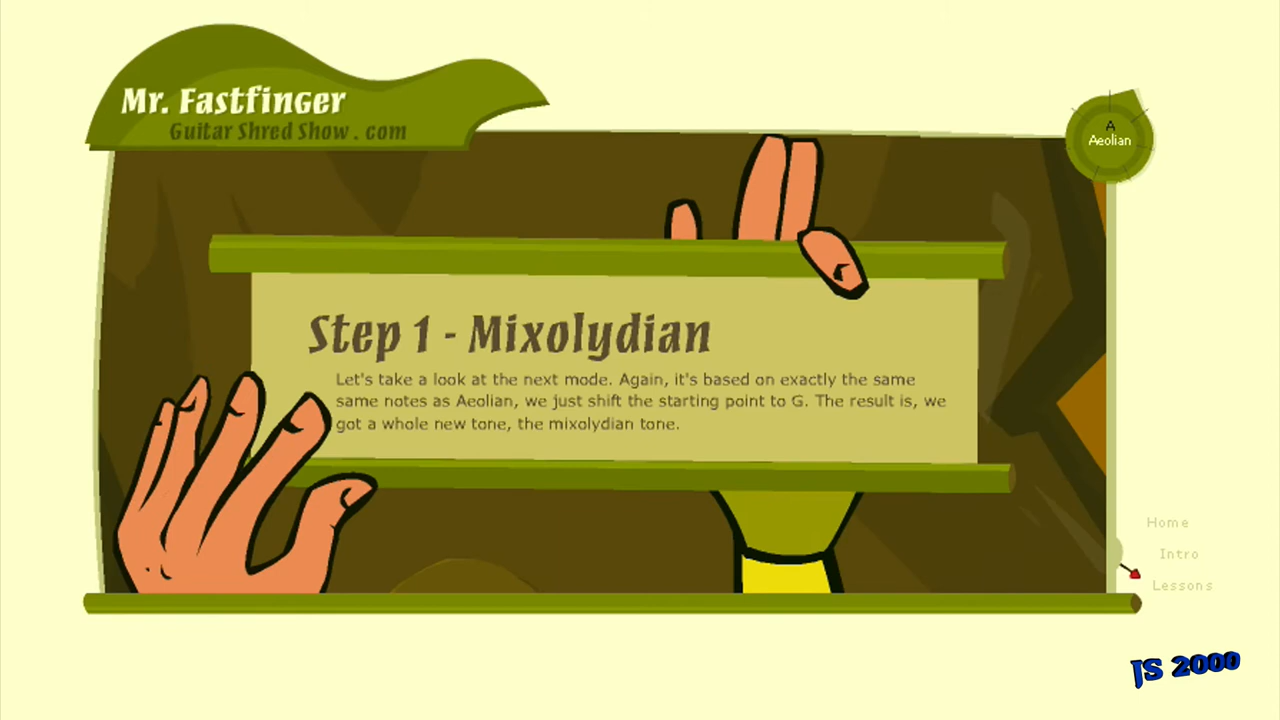 Mr. Fastfinger
Guitar Shred Show . com
A
Aeolian
Step 1 - Mixolydian
Let's take a look at the next mode. Again, it's based on exactly the same
same notes as Aeolian, we just shift the starting point to G. The result is, we
got a whole new tone, the mixolydian tone.
Home
Intro
Lessons
JS 2000